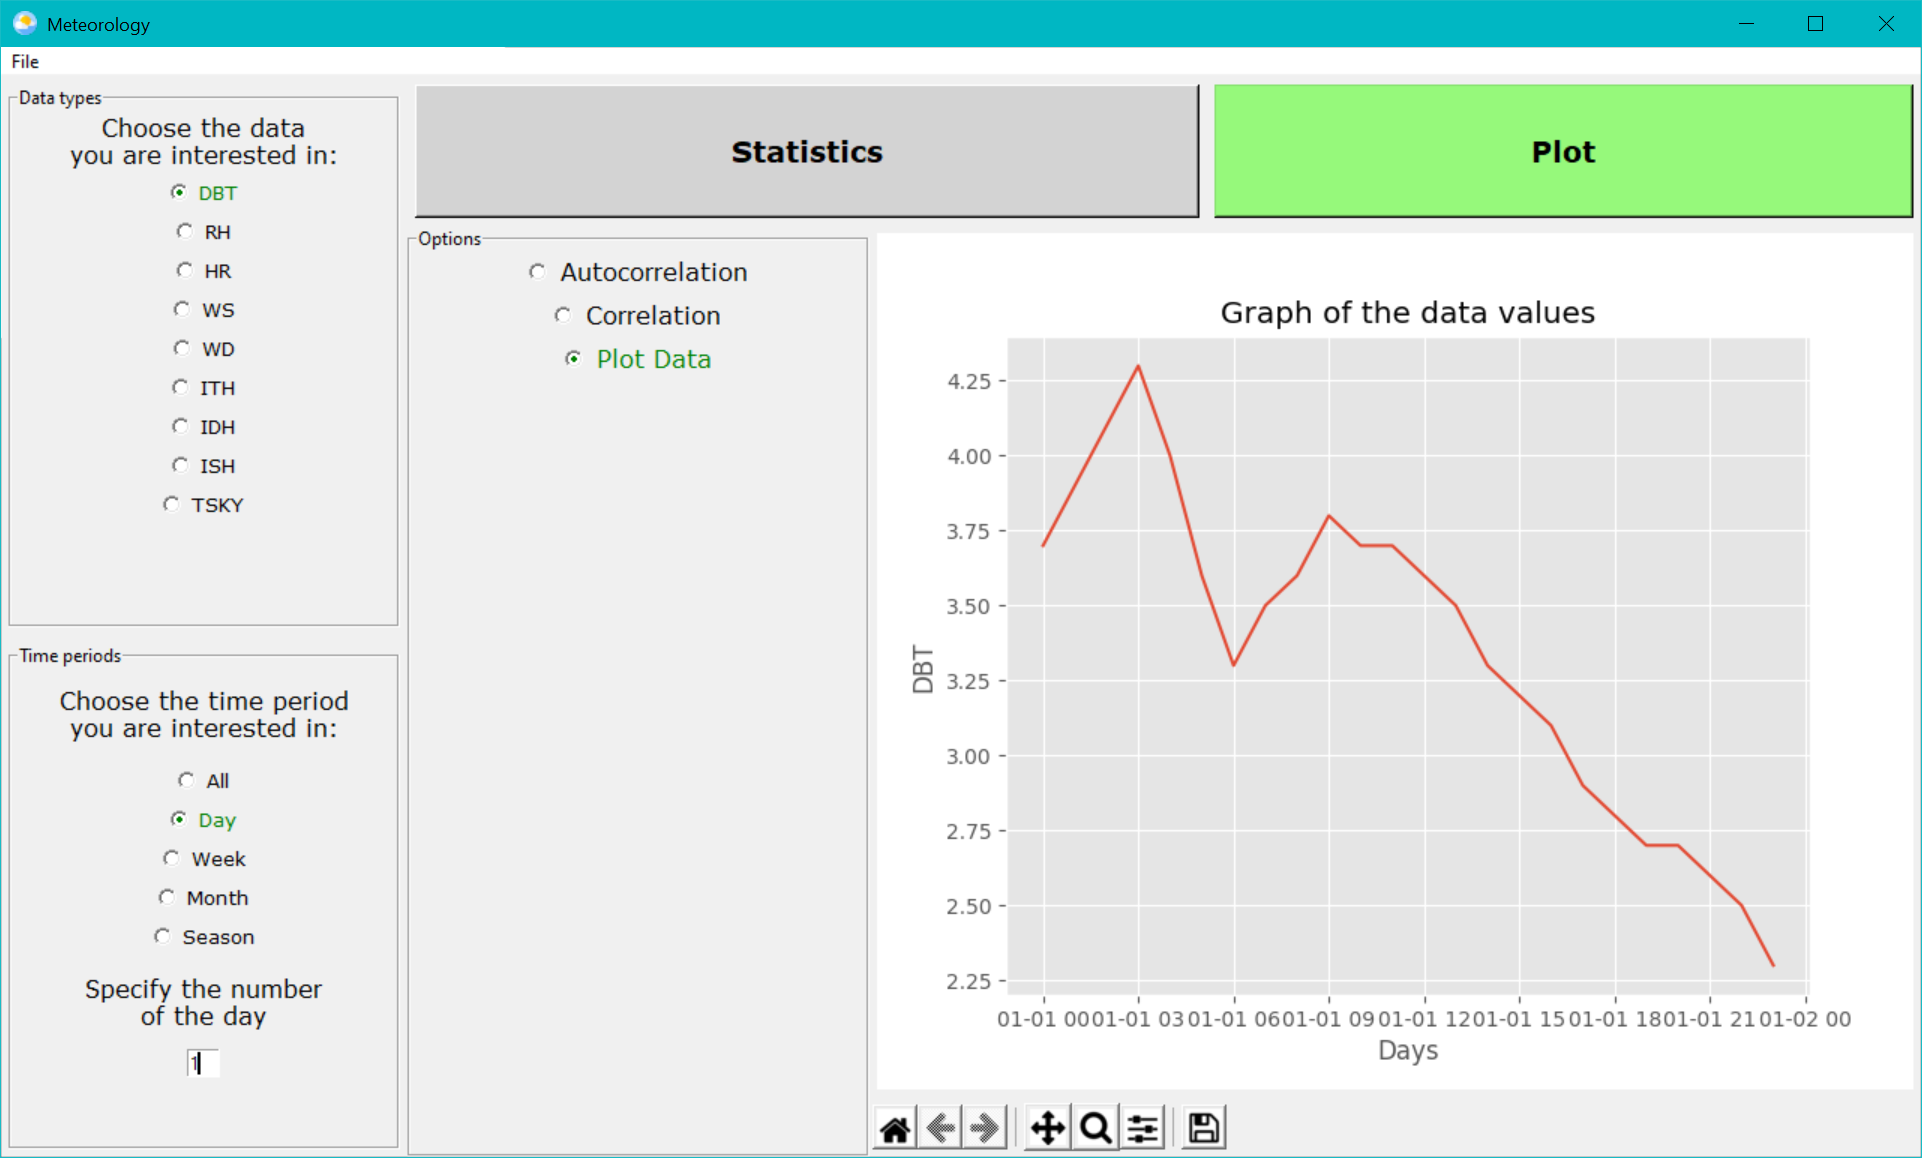 Meteorology
File
Data types
Choose the data
you are interested in:
DBT
RH
HR
WS
WD
ITH
IDH
ISH
TSKY
Time periods
Choose the time period
you are interested in:
All
Day
Week
Month
Season
Specify the number
of the day
1
Statistics
Plot
Options
Autocorrelation
Correlation
Plot Data
Graph of the data values
4.25
4.00
3.75
3.50
3.25
3.00
2.75
2.50
2.25
DBT
01-01 00 01-01 03 01-01 06 01-01 09 01-01 12 01-01 15 01-01 18 01-01 21 01-02 00
Days